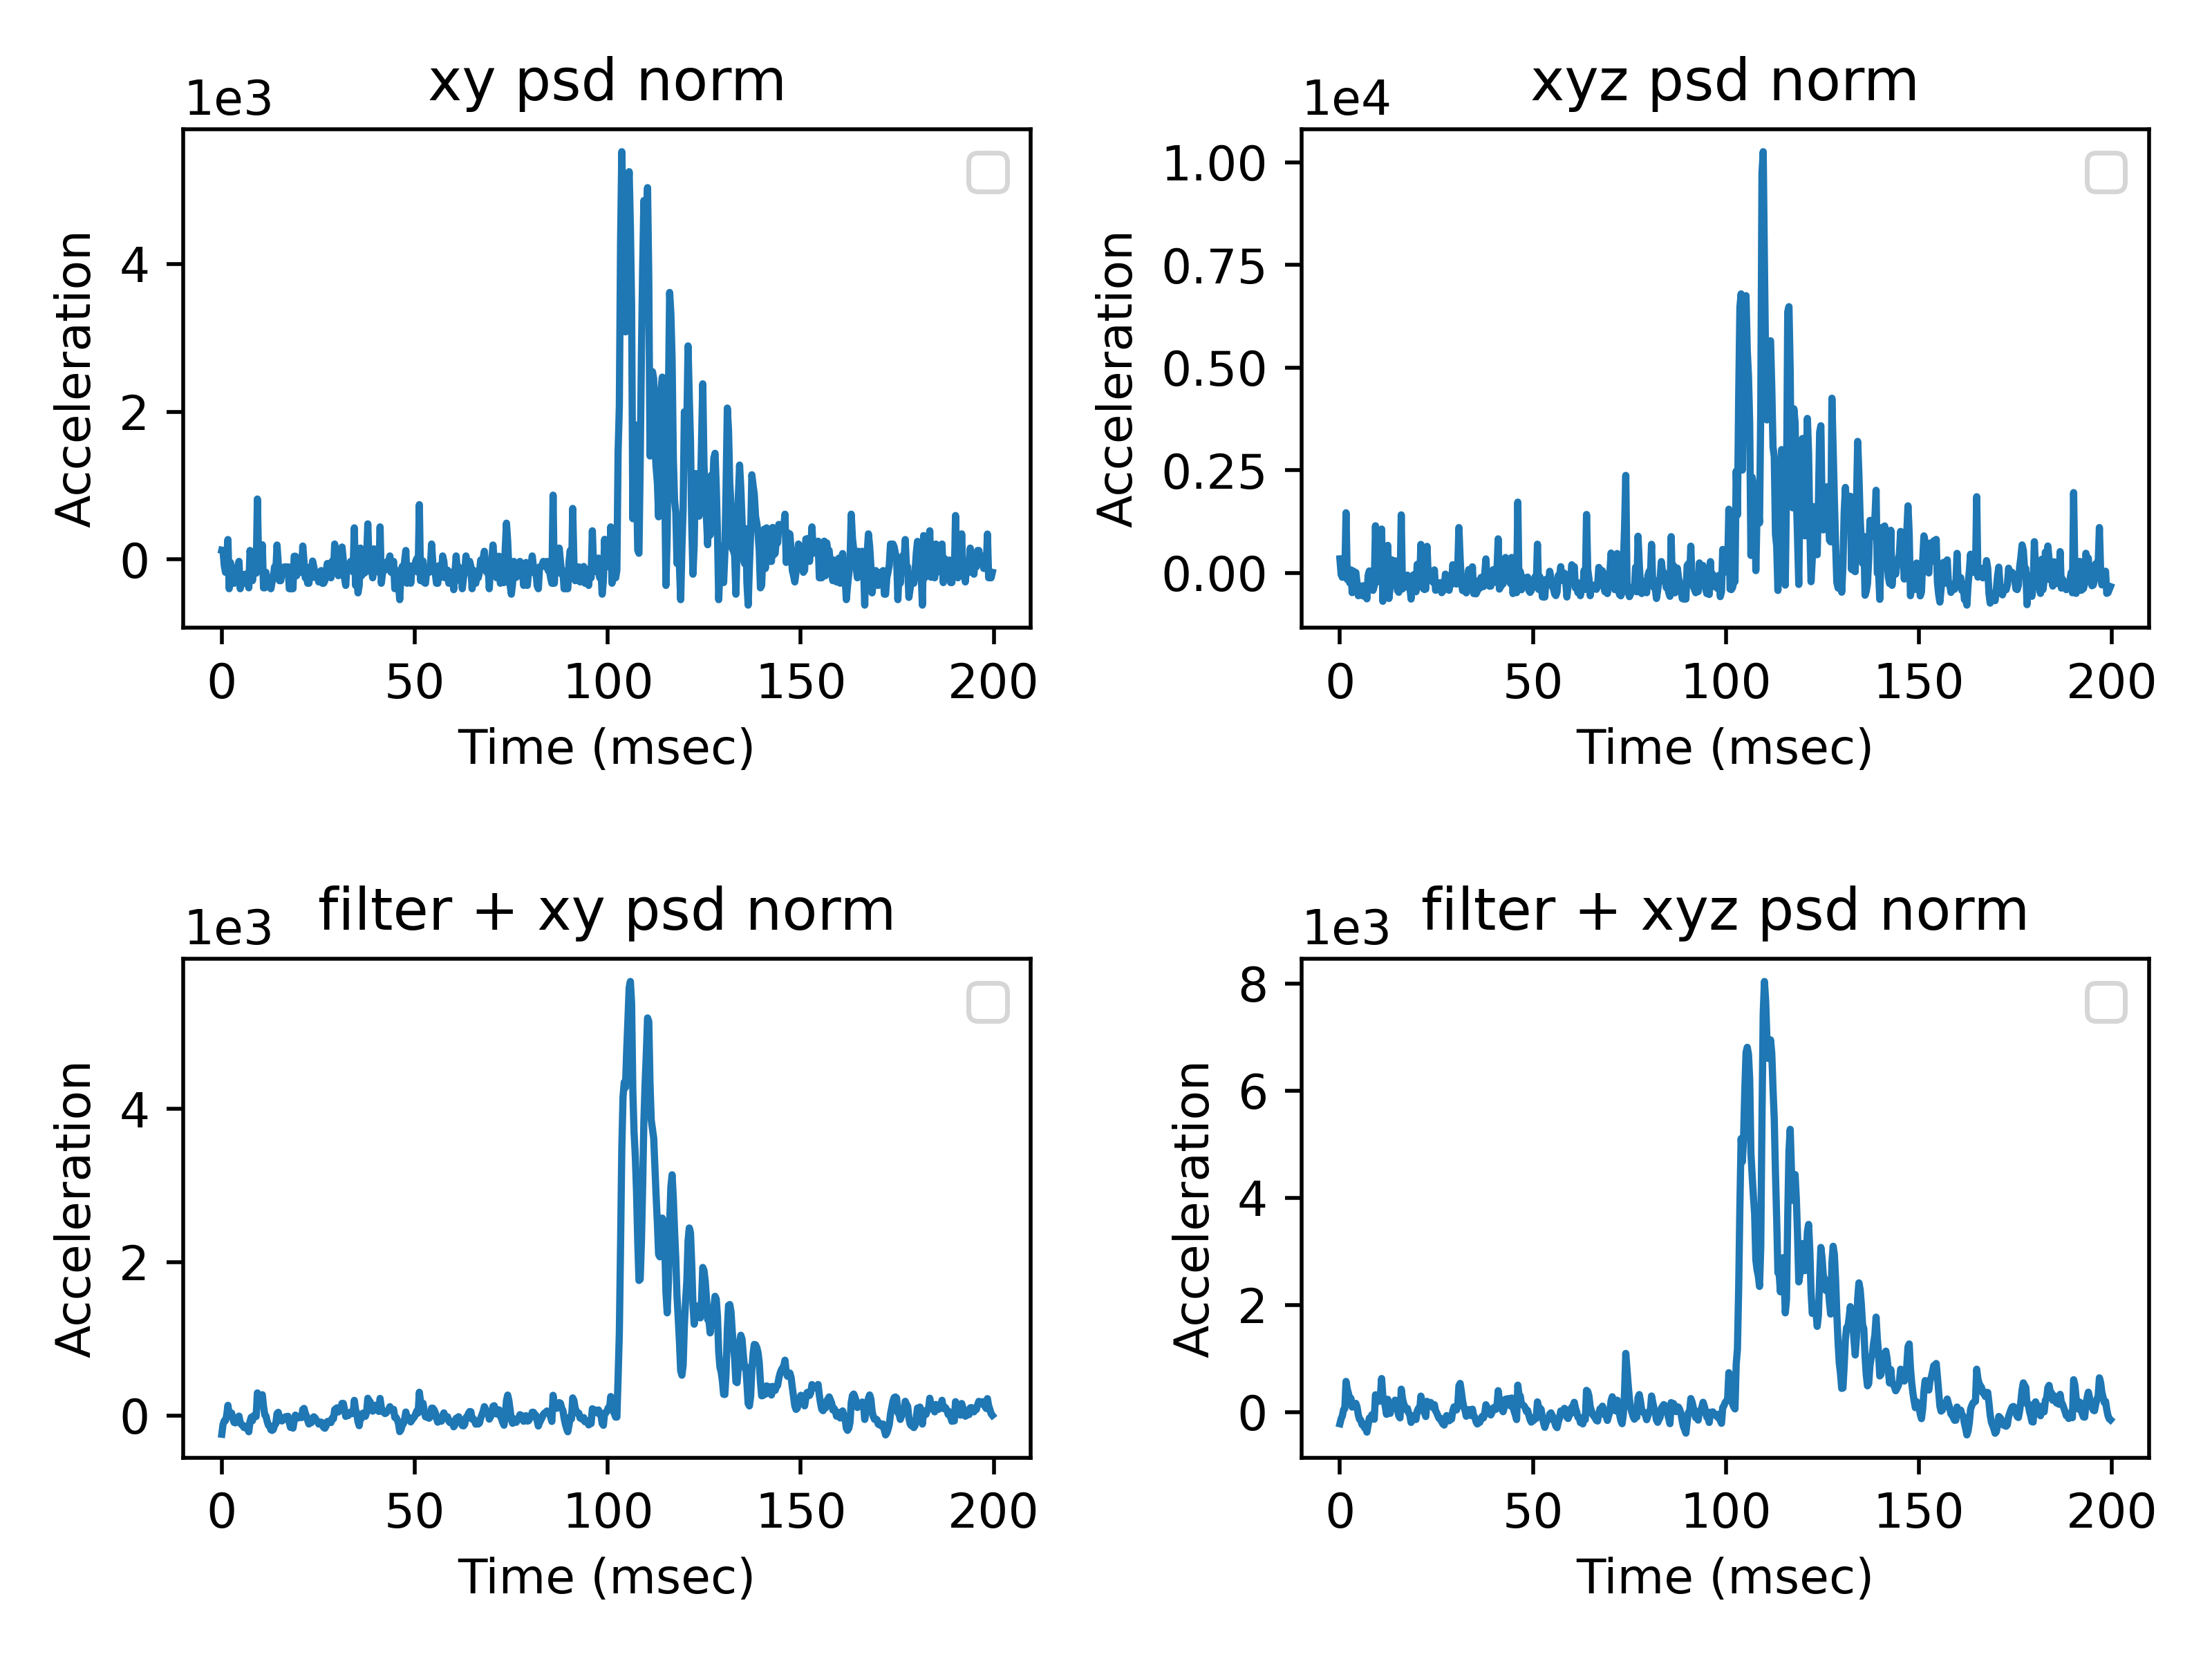 xy psd norm
1e3
4
2
0
Acceleration
0 50 100 150 200
Time (msec)
xyz psd norm
1e4
1.00
0.75
0.50
0.25
0.00
Acceleration
0 50 100 150 200
Time (msec)
filter + xy psd norm
1e3
4
2
0
Acceleration
0 50 100 150 200
Time (msec)
filter + xyz psd norm
1e3
8
6
4
2
0
Acceleration
0 50 100 150 200
Time (msec)